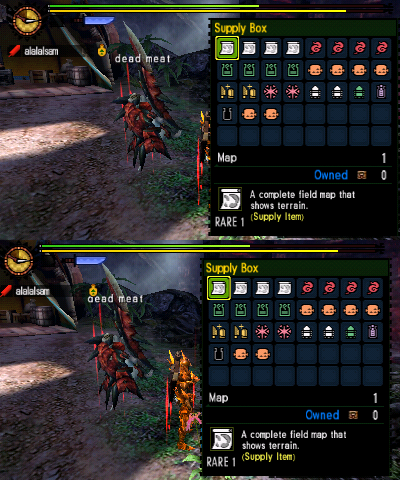 alalalsam
dead meat
Supply Box
Map 1
Owned 0
RARE 1
A complete field map that
shows terrain.
(Supply Item)
alalalsam
dead meat
Supply Box
Map 1
Owned 0
RARE 1
A complete field map that
shows terrain.
(Supply Item)